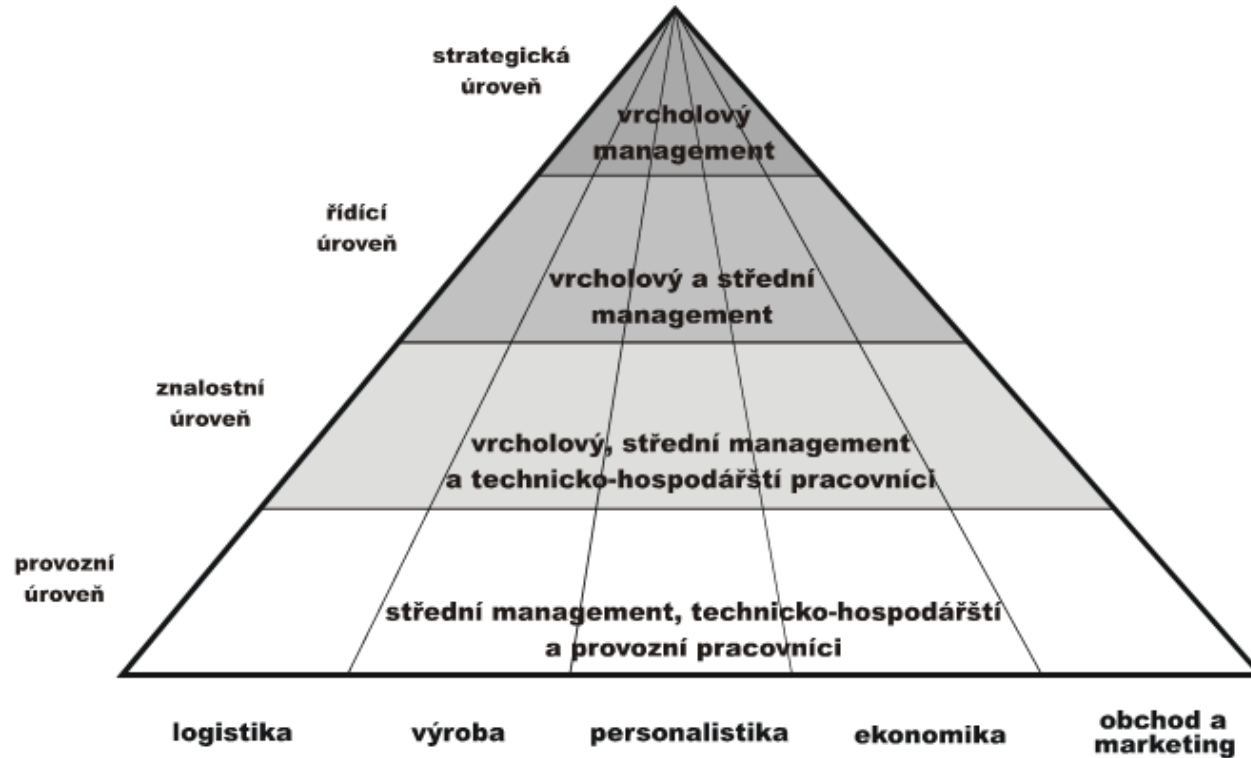 strategická
úroveň
vrcholový
management
řídící
úroveň
vrcholový a střední
management
znalostní
úroveň
vrcholový, střední management
a technicko-hospodářští pracovníci
provozní
úroveň
střední management, technicko-hospodářští
a provozní pracovníci
logistika
výroba
personalistika
ekonomika
obchod a
marketing